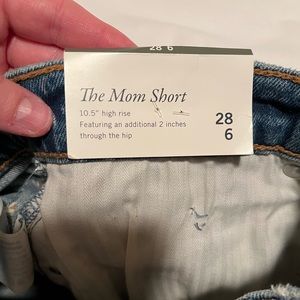 28 6
The Mom Short
10.5" high rise
Featuring an additional 2 inches
through the hip
28
6